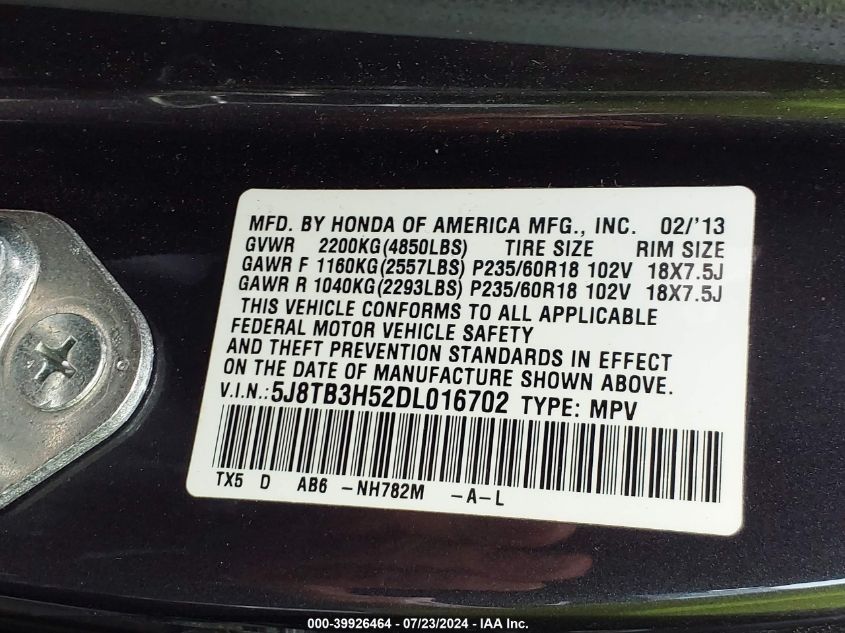 MFD. BY HONDA OF AMERICA MFG., INC. 02/'13
GVWR 2200KG(4850LBS) TIRE SIZE RIM SIZE
GAWR F 1160KG(2557LBS) P235/60R18 102V 18X7.5J
GAWR R 1040KG(2293LBS) P235/60R18 102V 18X7.5J
THIS VEHICLE CONFORMS TO ALL APPLICABLE
FEDERAL MOTOR VEHICLE SAFETY
AND THEFT PREVENTION STANDARDS IN EFFECT
ON THE DATE OF MANUFACTURE SHOWN ABOVE.
V.I.N.:5J8TB3H52DL016702 TYPE: MPV
TX5 D AB6 -NH782M -A-L
000-39926464 - 07/23/2024 - IAA Inc.